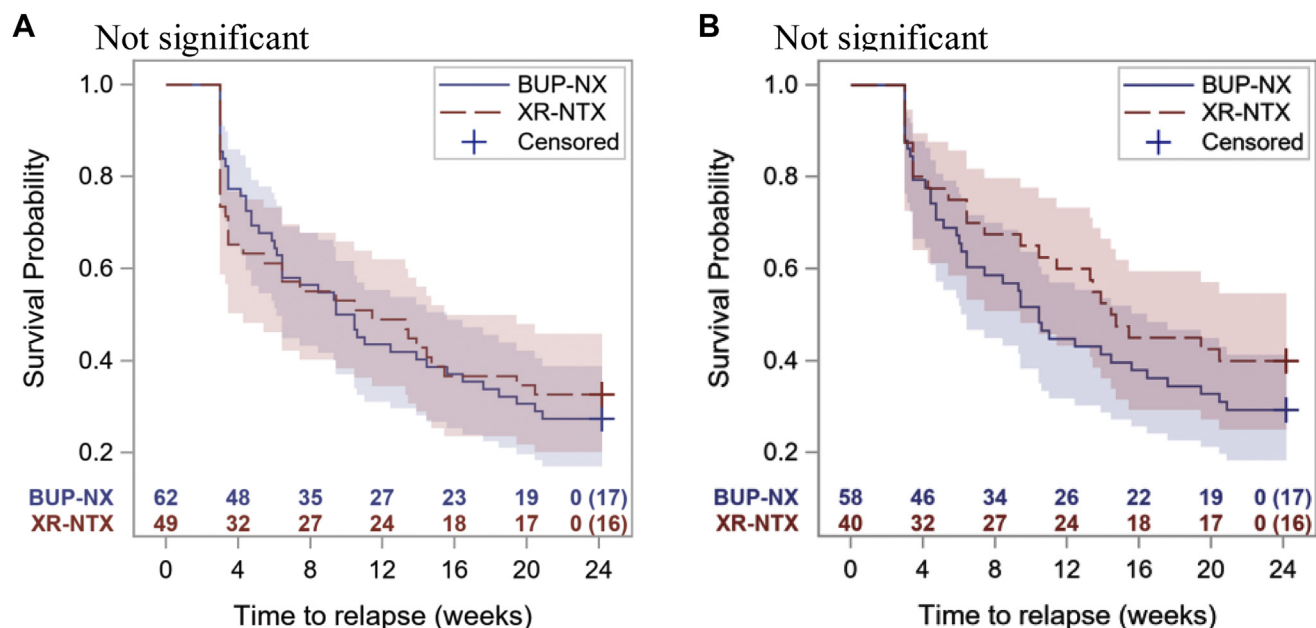 A Not significant
1.0
0.8
0.6
0.4
0.2
Survival Probability
BUP-NX
XR-NTX
Censored
BUP-NX 62 48 35 27 23 19 0 (17)
XR-NTX 49 32 27 24 18 17 0 (16)
0 4 8 12 16 20 24
Time to relapse (weeks)
B Not significant
1.0
0.8
0.6
0.4
0.2
Survival Probability
BUP-NX
XR-NTX
Censored
BUP-NX 58 46 34 26 22 19 0 (17)
XR-NTX 40 32 27 24 18 17 0 (16)
0 4 8 12 16 20 24
Time to relapse (weeks)